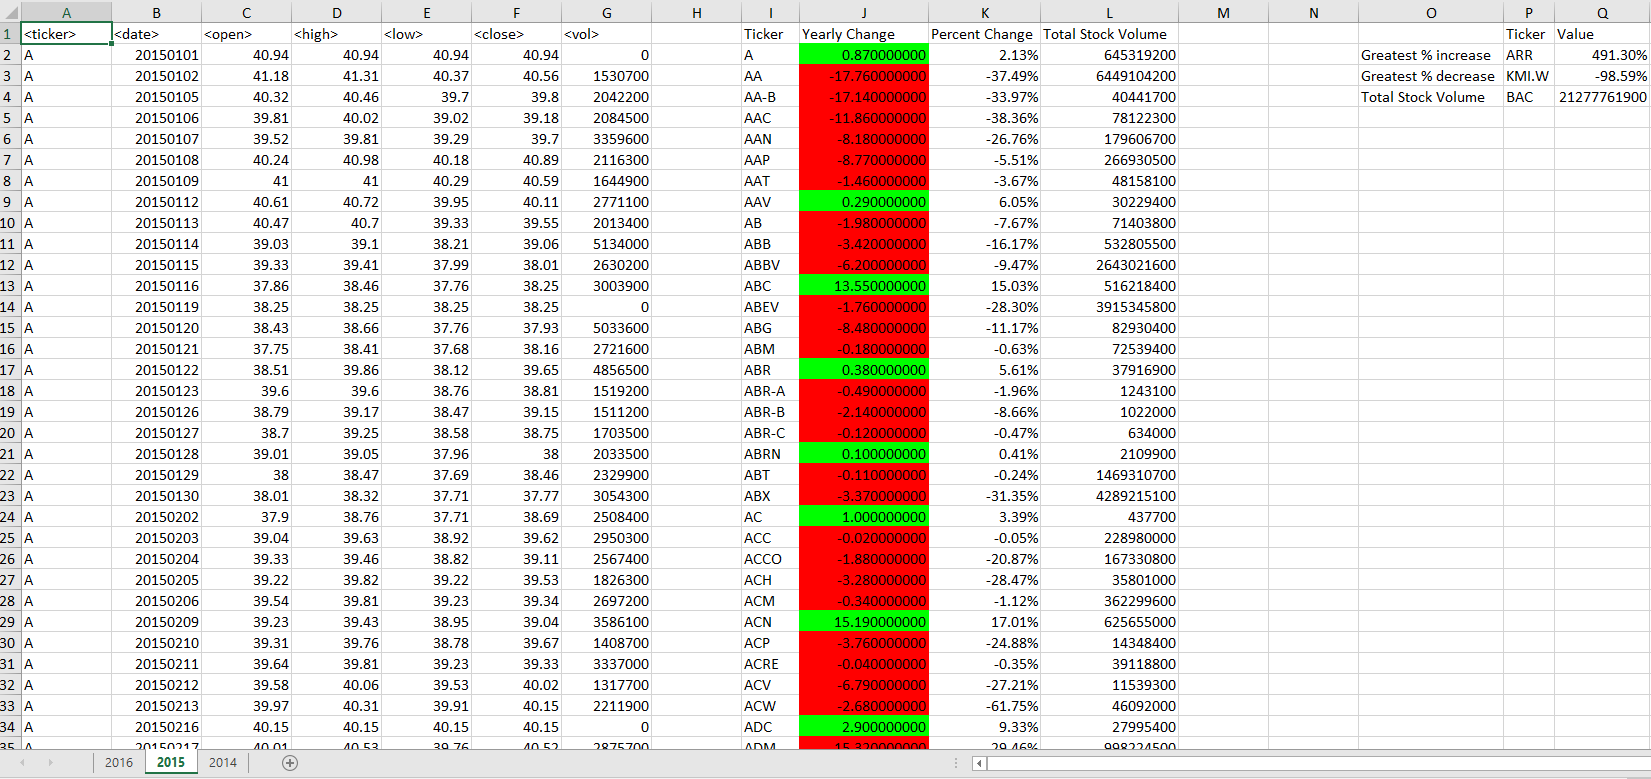 A B C D E F G H I J K L M N O P Q
1 <ticker> <date> <open> <high> <low> <close> <vol> Ticker Yearly Change Percent Change Total Stock Volume Ticker Value
2 A 20150101 40.94 40.94 40.94 40.94 0 A 0.870000000 2.13% 645319200 Greatest % increase ARR 491.30%
3 A 20150102 41.18 41.31 40.37 40.56 1530700 AA -17.760000000 -37.49% 6449104200 Greatest % decrease KMI.W -98.59%
4 A 20150105 40.32 40.46 39.7 39.8 2042200 AA-B -17.140000000 -33.97% 40441700 Total Stock Volume BAC 21277761900
5 A 20150106 39.81 40.02 39.02 39.18 2084500 AAC -11.860000000 -38.36% 78122300
6 A 20150107 39.52 39.81 39.29 39.7 3359600 AAN -8.180000000 -26.76% 179606700
7 A 20150108 40.24 40.98 40.18 40.89 2116300 AAP -8.770000000 -5.51% 266930500
8 A 20150109 41 41 40.29 40.59 1644900 AAT -1.460000000 -3.67% 48158100
9 A 20150112 40.61 40.72 39.95 40.11 2771100 AAV 0.290000000 6.05% 30229400
10 A 20150113 40.47 40.7 39.33 39.55 2013400 AB -1.980000000 -7.67% 71403800
11 A 20150114 39.03 39.1 38.21 39.06 5134000 ABB -3.420000000 -16.17% 532805500
12 A 20150115 39.33 39.41 37.99 38.01 2630200 ABBV -6.200000000 -9.47% 2643021600
13 A 20150116 37.86 38.46 37.76 38.25 3003900 ABC 13.550000000 15.03% 516218400
14 A 20150119 38.25 38.25 38.25 38.25 0 ABEV -1.760000000 -28.30% 3915345800
15 A 20150120 38.43 38.66 37.76 37.93 5033600 ABG -8.480000000 -11.17% 82930400
16 A 20150121 37.75 38.41 37.68 38.16 2721600 ABM -0.180000000 -0.63% 72539400
17 A 20150122 38.51 39.86 38.12 39.65 4856500 ABR 0.380000000 5.61% 37916900
18 A 20150123 39.6 39.6 38.76 38.81 1519200 ABR-A -0.490000000 -1.96% 1243100
19 A 20150126 38.79 39.17 38.47 39.15 1511200 ABR-B -2.140000000 -8.66% 1022000
20 A 20150127 38.7 39.25 38.58 38.75 1703500 ABR-C -0.120000000 -0.47% 634000
21 A 20150128 39.01 39.05 37.96 38 2033500 ABRN 0.100000000 0.41% 2109900
22 A 20150129 38 38.47 37.69 38.46 2329900 ABT -0.110000000 -0.24% 1469310700
23 A 20150130 38.01 38.32 37.71 37.77 3054300 ABX -3.370000000 -31.35% 4289215100
24 A 20150202 37.9 38.76 37.71 38.69 2508400 AC 1.000000000 3.39% 437700
25 A 20150203 39.04 39.63 38.92 39.62 2950300 ACC -0.020000000 -0.05% 228980000
26 A 20150204 39.33 39.46 38.82 39.11 2567400 ACCO -1.880000000 -20.87% 167330800
27 A 20150205 39.22 39.82 39.22 39.53 1826300 ACH -3.280000000 -28.47% 35801000
28 A 20150206 39.54 39.81 39.23 39.34 2697200 ACM -0.340000000 -1.12% 362299600
29 A 20150209 39.23 39.43 38.95 39.04 3586100 ACN 15.190000000 17.01% 625655000
30 A 20150210 39.31 39.76 38.78 39.67 1408700 ACP -3.760000000 -24.88% 14348400
31 A 20150211 39.64 39.81 39.23 39.33 3337000 ACRE -0.040000000 -0.35% 39118800
32 A 20150212 39.58 40.06 39.53 40.02 1317700 ACV -6.790000000 -27.21% 11539300
33 A 20150213 39.97 40.31 39.91 40.15 2211900 ACW -2.680000000 -61.75% 46092000
34 A 20150216 40.15 40.15 40.15 40.15 0 ADC 2.900000000 9.33% 27995400
35 A 20150217 40.01 40.53 39.76 40.52 2875700 ADM 15.320000000 29.46% 998224500
2016 2015 2014